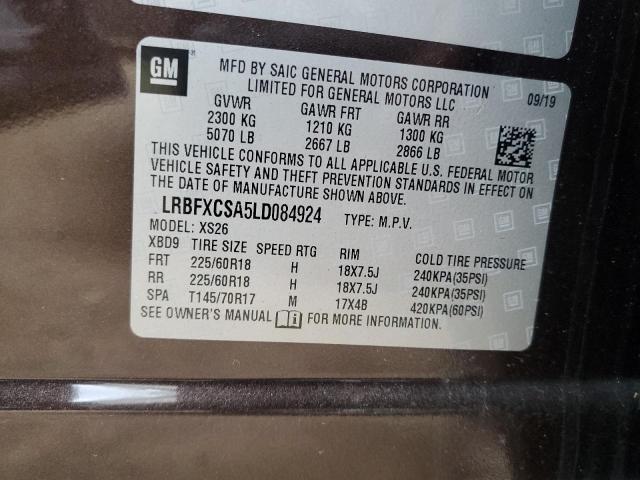 GM
MFD BY SAIC GENERAL MOTORS CORPORATION
LIMITED FOR GENERAL MOTORS LLC
09/19
GVWR GAWR FRT GAWR RR
2300 KG 1210 KG 1300 KG
5070 LB 2667 LB 2866 LB
THIS VEHICLE CONFORMS TO ALL APPLICABLE U.S. FEDERAL MOTOR
VEHICLE SAFETY AND THEFT PREVENTION STANDARDS IN EFFECT ON
THE DATE OF MANUFACTURE SHOWN ABOVE.
LRBFXCSA5LD084924 TYPE: M.P.V.
MODEL: XS26
XBD9 TIRE SIZE SPEED RTG RIM COLD TIRE PRESSURE
FRT 225/60R18 H 18X7.5J 240KPA(35PSI)
RR 225/60R18 H 18X7.5J 240KPA(35PSI)
SPA T145/70R17 M 17X4B 420KPA(60PSI)
SEE OWNER'S MANUAL FOR MORE INFORMATION.